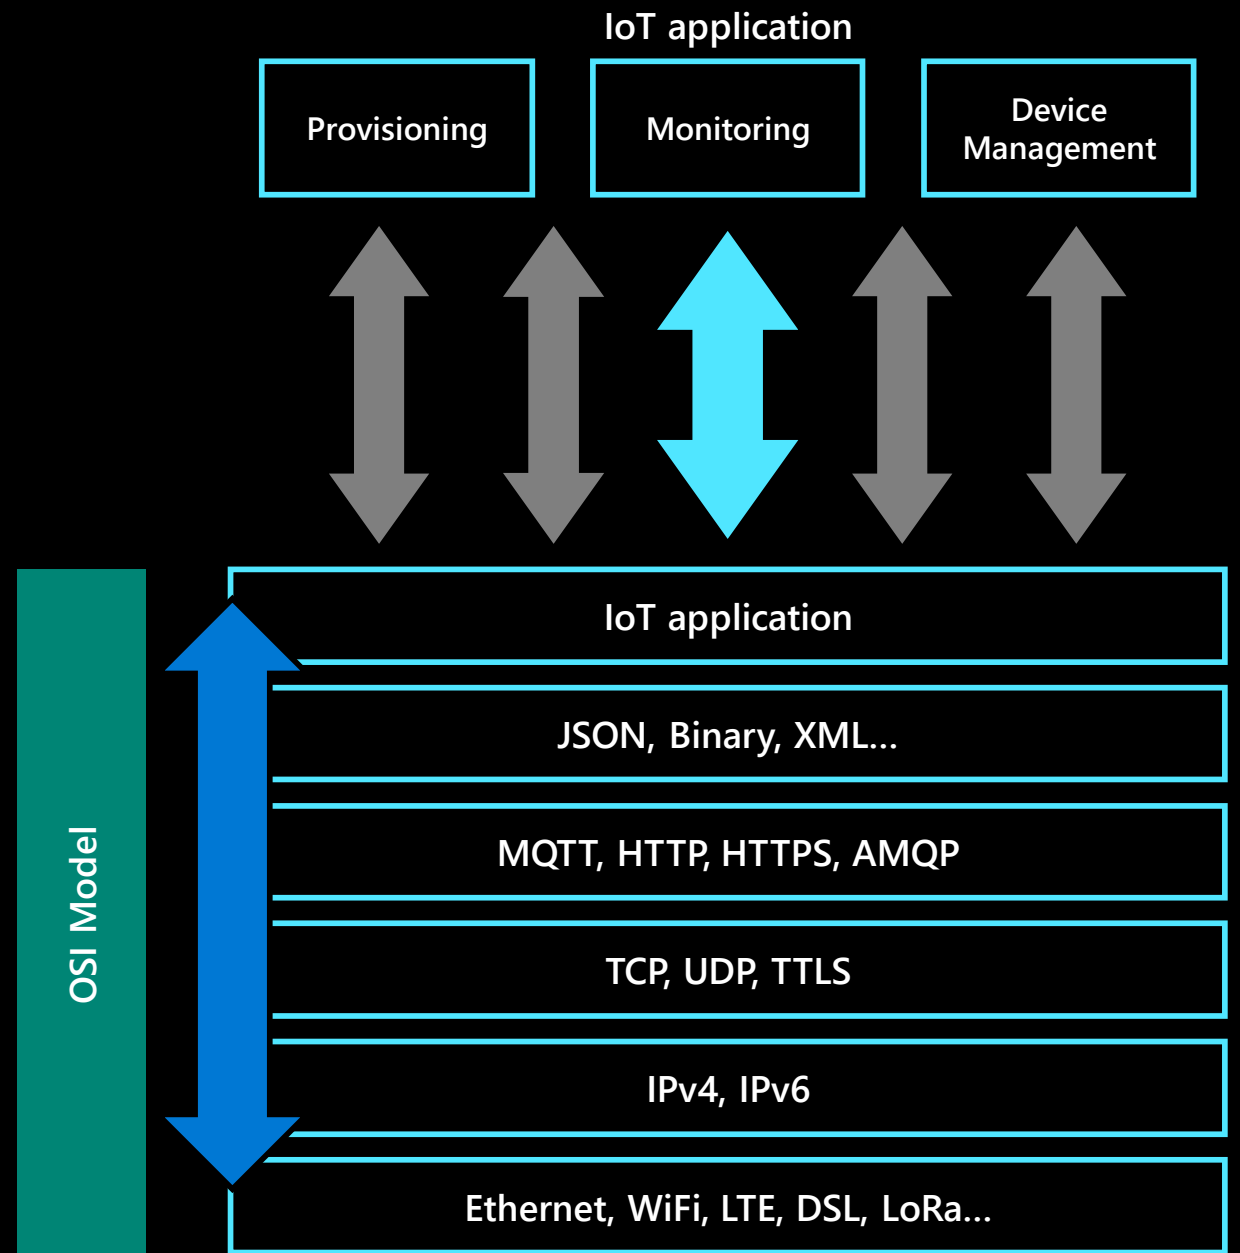 IoT application
Provisioning
Monitoring
Device
Management
OSI Model
IoT application
JSON, Binary, XML...
MQTT, HTTP, HTTPS, AMQP
TCP, UDP, TTLS
IPv4, IPv6
Ethernet, WiFi, LTE, DSL, LoRa...